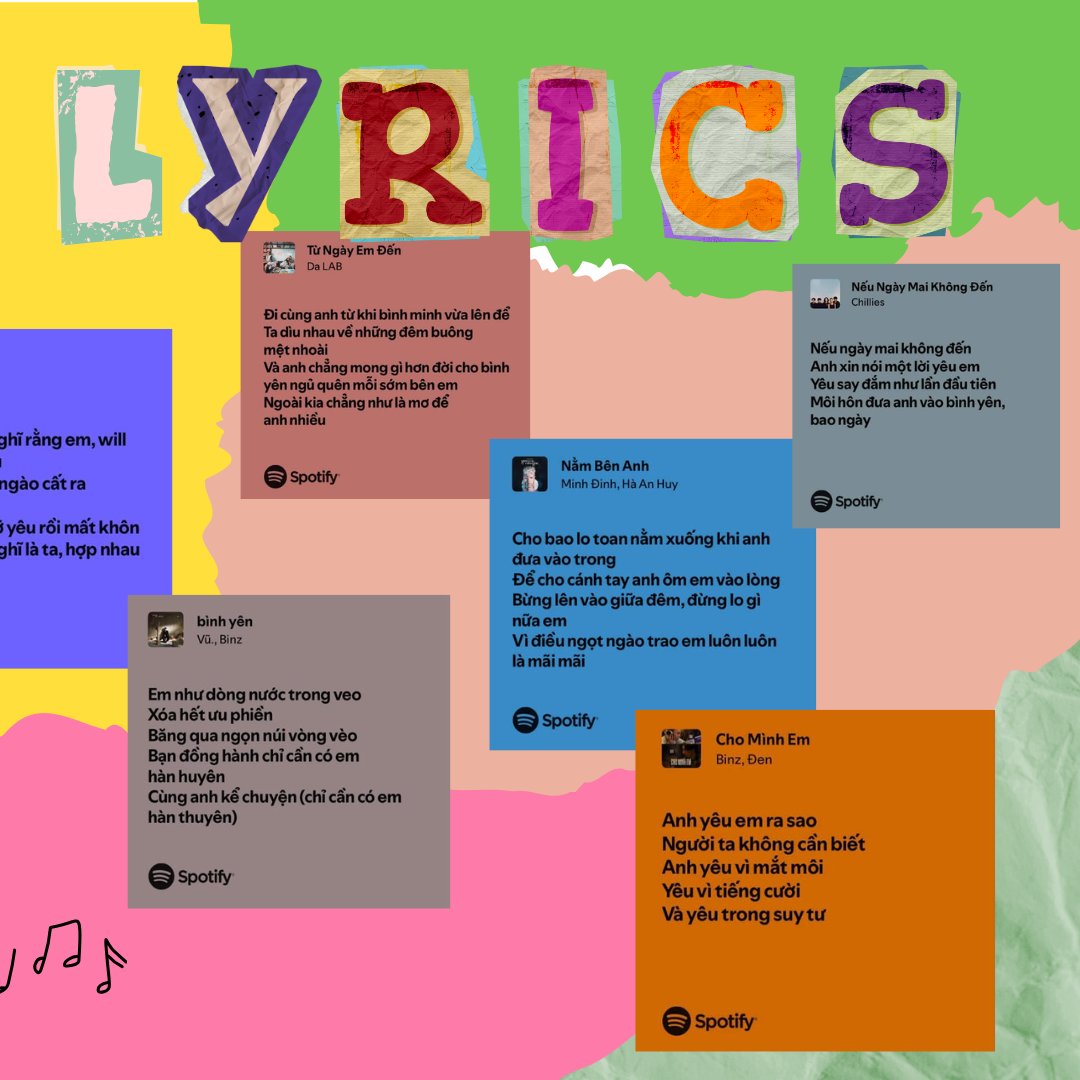 LyRICS
Từ Ngày Em Đến
Da LAB
Đi cùng anh từ khi bình minh vừa lên để
Ta dìu nhau về những đêm buông
mệt nhoài
Và anh chẳng mong gì hơn đời cho bình
yên ngủ quên mỗi sớm bên em
Ngoài kia chẳng như là mơ để
anh nhiều
Spotify
Nếu Ngày Mai Không Đến
Chillies
Nếu ngày mai không đến
Anh xin nói một lời yêu em
Yêu say đắm như lần đầu tiên
Môi hôn đưa anh vào bình yên,
bao ngày
Spotify
rằng em, will
ngào cất ra
yêu rồi mất khôn
là ta, hợp nhau
Nằm Bên Anh
Minh Đinh, Hà An Huy
Cho bao lo toan nằm xuống khi anh
đưa vào trong
Để cho cánh tay anh ôm em vào lòng
Bừng lên vào giữa đêm, đừng lo gì
nữa em
Vì điều ngọt ngào trao em luôn luôn
là mãi mãi
Spotify
bình yên
Vũ., Binz
Em như dòng nước trong veo
Xóa hết ưu phiền
Băng qua ngọn núi vòng vèo
Bạn đồng hành chỉ cần có em
hàn huyên
Cùng anh kể chuyện (chỉ cần có em
hàn thuyên)
Spotify
Cho Mình Em
Binz, Đen
Anh yêu em ra sao
Người ta không cần biết
Anh yêu vì mắt môi
Yêu vì tiếng cười
Và yêu trong suy tư
Spotify